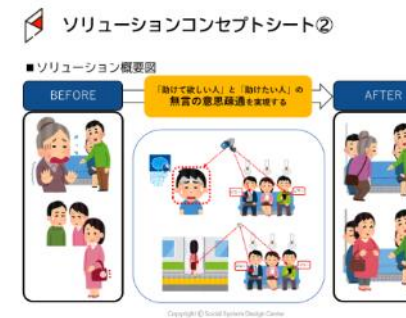 ソリューションコンセプトシート②
■ソリューション概要図
BEFORE
「助けて欲しい人」と「助けたい人」の
無言の意思疎通を実現する
AFTER
Copyright © Social System Design Center